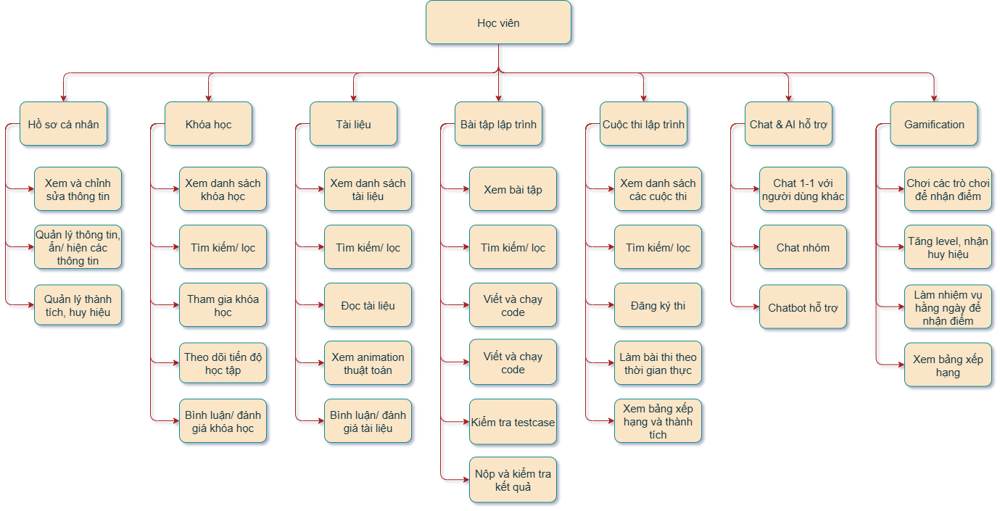 Học viên
Hồ sơ cá nhân
Xem và chỉnh
sửa thông tin
Quản lý thông tin,
ẩn/ hiện các
thông tin
Quản lý thành
tích, huy hiệu
Khóa học
Xem danh sách
khóa học
Tìm kiếm/ lọc
Tham gia khóa
học
Theo dõi tiến độ
học tập
Bình luận/ đánh
giá khóa học
Tài liệu
Xem danh sách
tài liệu
Tìm kiếm/ lọc
Đọc tài liệu
Xem animation
thuật toán
Bình luận/ đánh
giá tài liệu
Bài tập lập trình
Xem bài tập
Tìm kiếm/ lọc
Viết và chạy
code
Viết và chạy
code
Kiểm tra testcase
Nộp và kiểm tra
kết quả
Cuộc thi lập trình
Xem danh sách
các cuộc thi
Tìm kiếm/ lọc
Đăng ký thi
Làm bài thi theo
thời gian thực
Xem bảng xếp
hạng và thành
tích
Chat & AI hỗ trợ
Chat 1-1 với
người dùng khác
Chat nhóm
Chatbot hỗ trợ
Gamification
Chơi các trò chơi
để nhận điểm
Tăng level, nhận
huy hiệu
Làm nhiệm vụ
hằng ngày để
nhận điểm
Xem bảng xếp
hạng